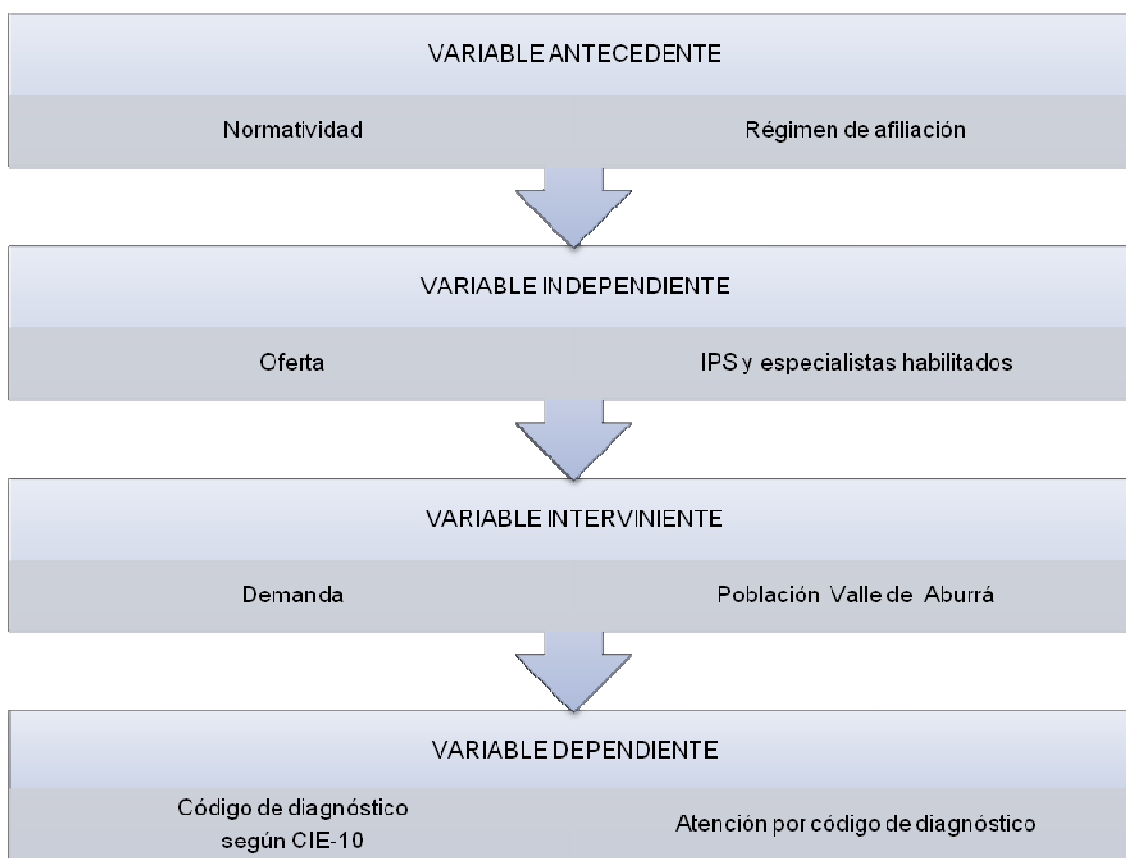 VARIABLE ANTECEDENTE
Normatividad
Régimen de afiliación
VARIABLE INDEPENDIENTE
Oferta
IPS y especialistas habilitados
VARIABLE INTERVINIENTE
Demanda
Población Valle de Aburrá
VARIABLE DEPENDIENTE
Código de diagnóstico
según CIE-10
Atención por código de diagnóstico